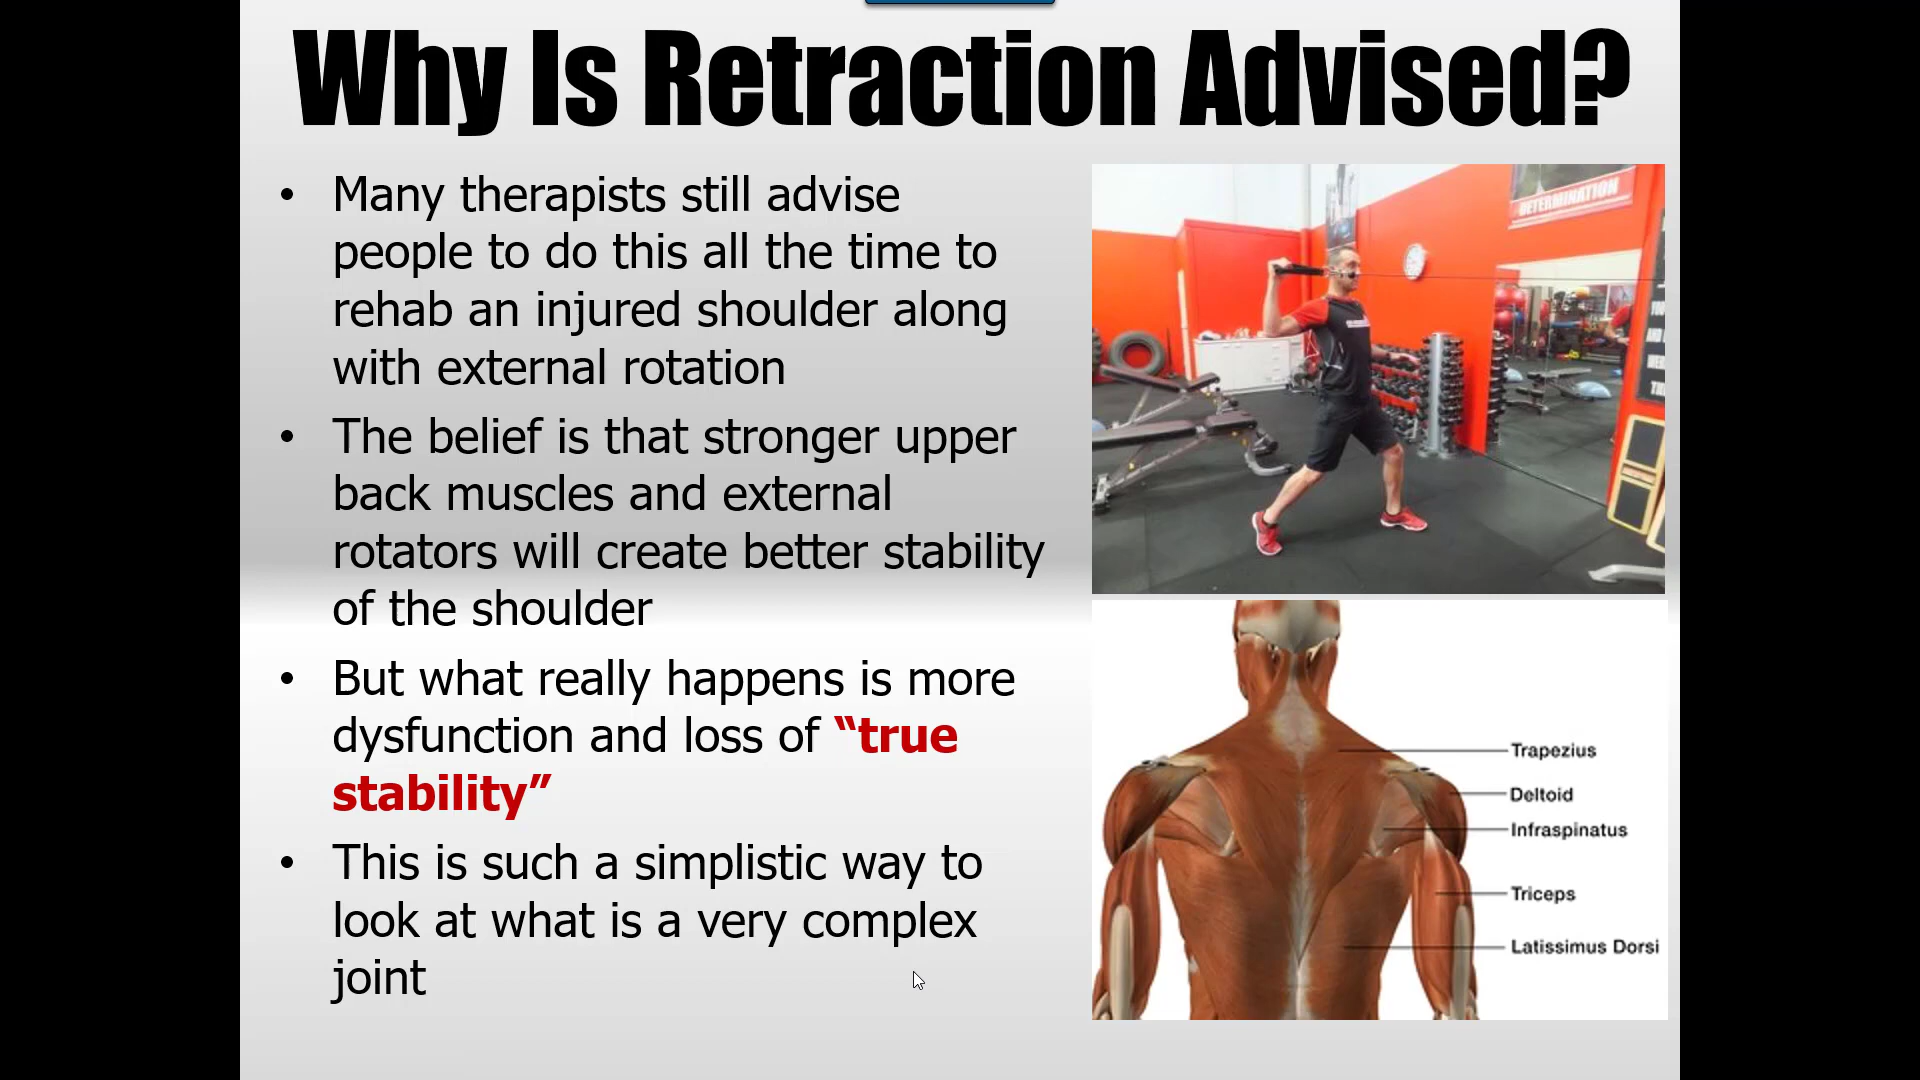 Why Is Retraction Advised?
• Many therapists still advise
people to do this all the time to
rehab an injured shoulder along
with external rotation
• The belief is that stronger upper
back muscles and external
rotators will create better stability
of the shoulder
• But what really happens is more
dysfunction and loss of “true
stability”
• This is such a simplistic way to
look at what is a very complex
joint
DETERMINATION
Trapezius
Deltoid
Infraspinatus
Triceps
Latissimus Dorsi